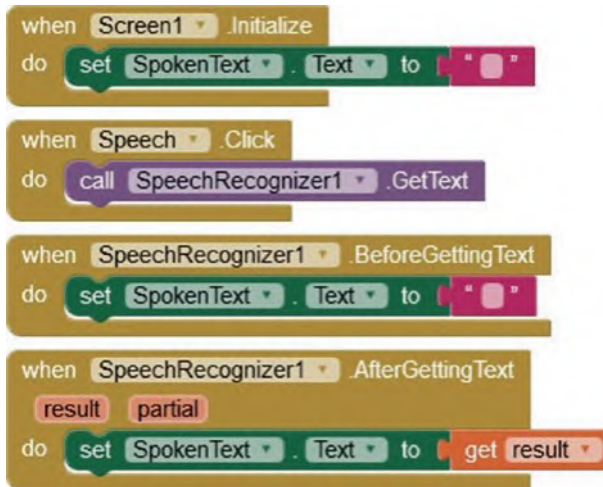 when Screen1 .Initialize
do set SpokenText . Text to " "
when Speech .Click
do call SpeechRecognizer1 .GetText
when SpeechRecognizer1 .BeforeGettingText
do set SpokenText . Text to " "
when SpeechRecognizer1 .AfterGettingText
result partial
do set SpokenText . Text to get result